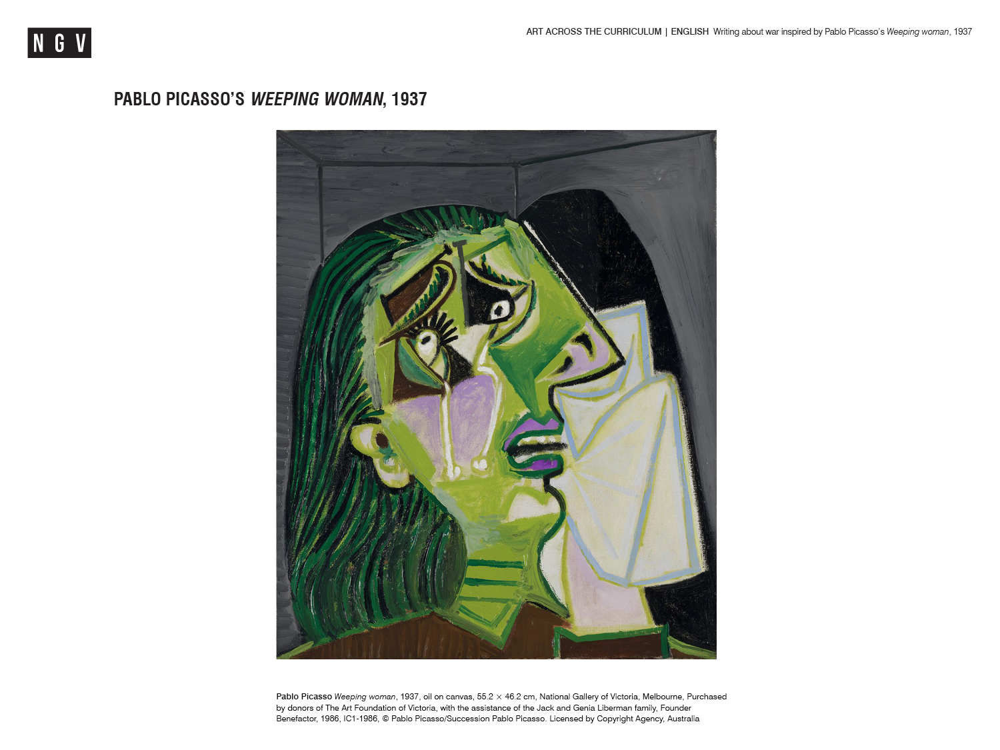 NGV
ART ACROSS THE CURRICULUM | ENGLISH Writing about war inspired by Pablo Picasso’s Weeping woman, 1937
PABLO PICASSO’S WEEPING WOMAN, 1937
Pablo Picasso Weeping woman, 1937, oil on canvas, 55.2 × 46.2 cm, National Gallery of Victoria, Melbourne, Purchased
by donors of The Art Foundation of Victoria, with the assistance of the Jack and Genia Liberman family, Founder
Benefactor, 1986, IC1-1986, © Pablo Picasso/Succession Pablo Picasso. Licensed by Copyright Agency, Australia